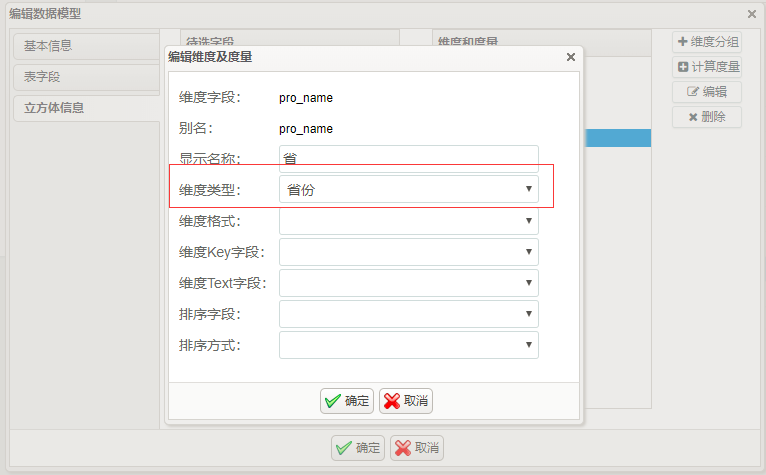 编辑数据模型
基本信息
表字段
立方体信息
待选字段
维度和度量
维度分组
计算度量
编辑
删除
编辑维度及度量
维度字段: pro_name
别名: pro_name
显示名称: 省
维度类型: 省份
维度格式:
维度Key字段:
维度Text字段:
排序字段:
排序方式:
确定 取消
确定 取消